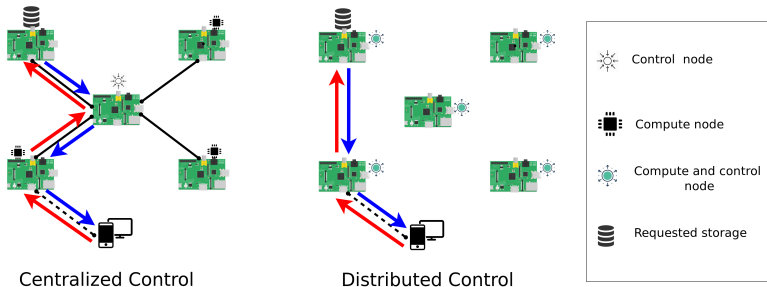 Control node
Compute node
Compute and control
node
Requested storage
Centralized Control
Distributed Control